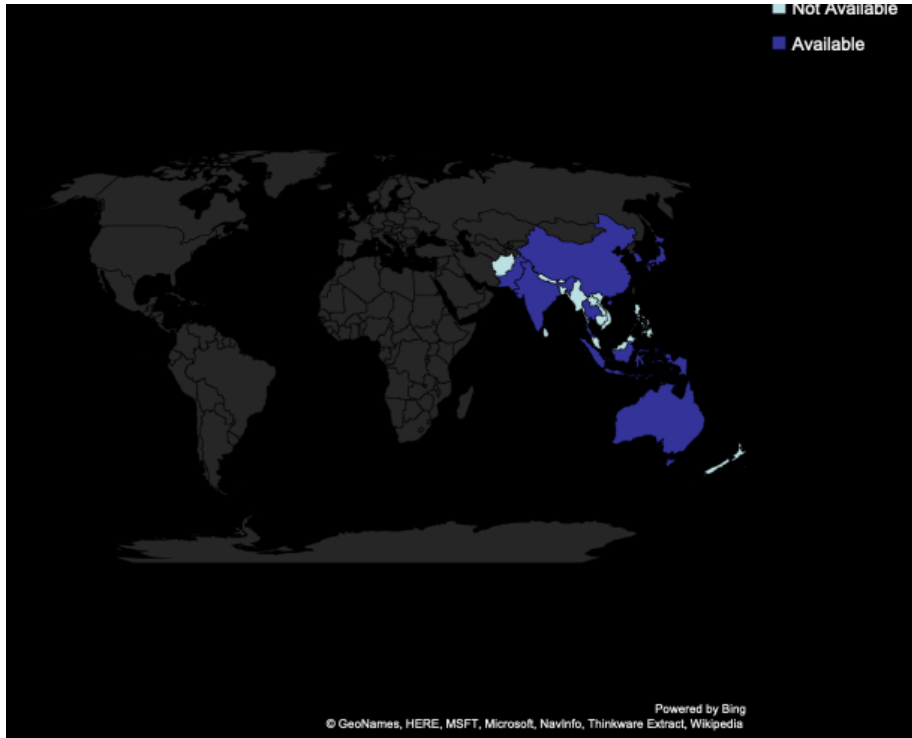 Not Available
Available
Powered by Bing
© GeoNames, HERE, MSFT, Microsoft, NavInfo, Thinkware Extract, Wikipedia